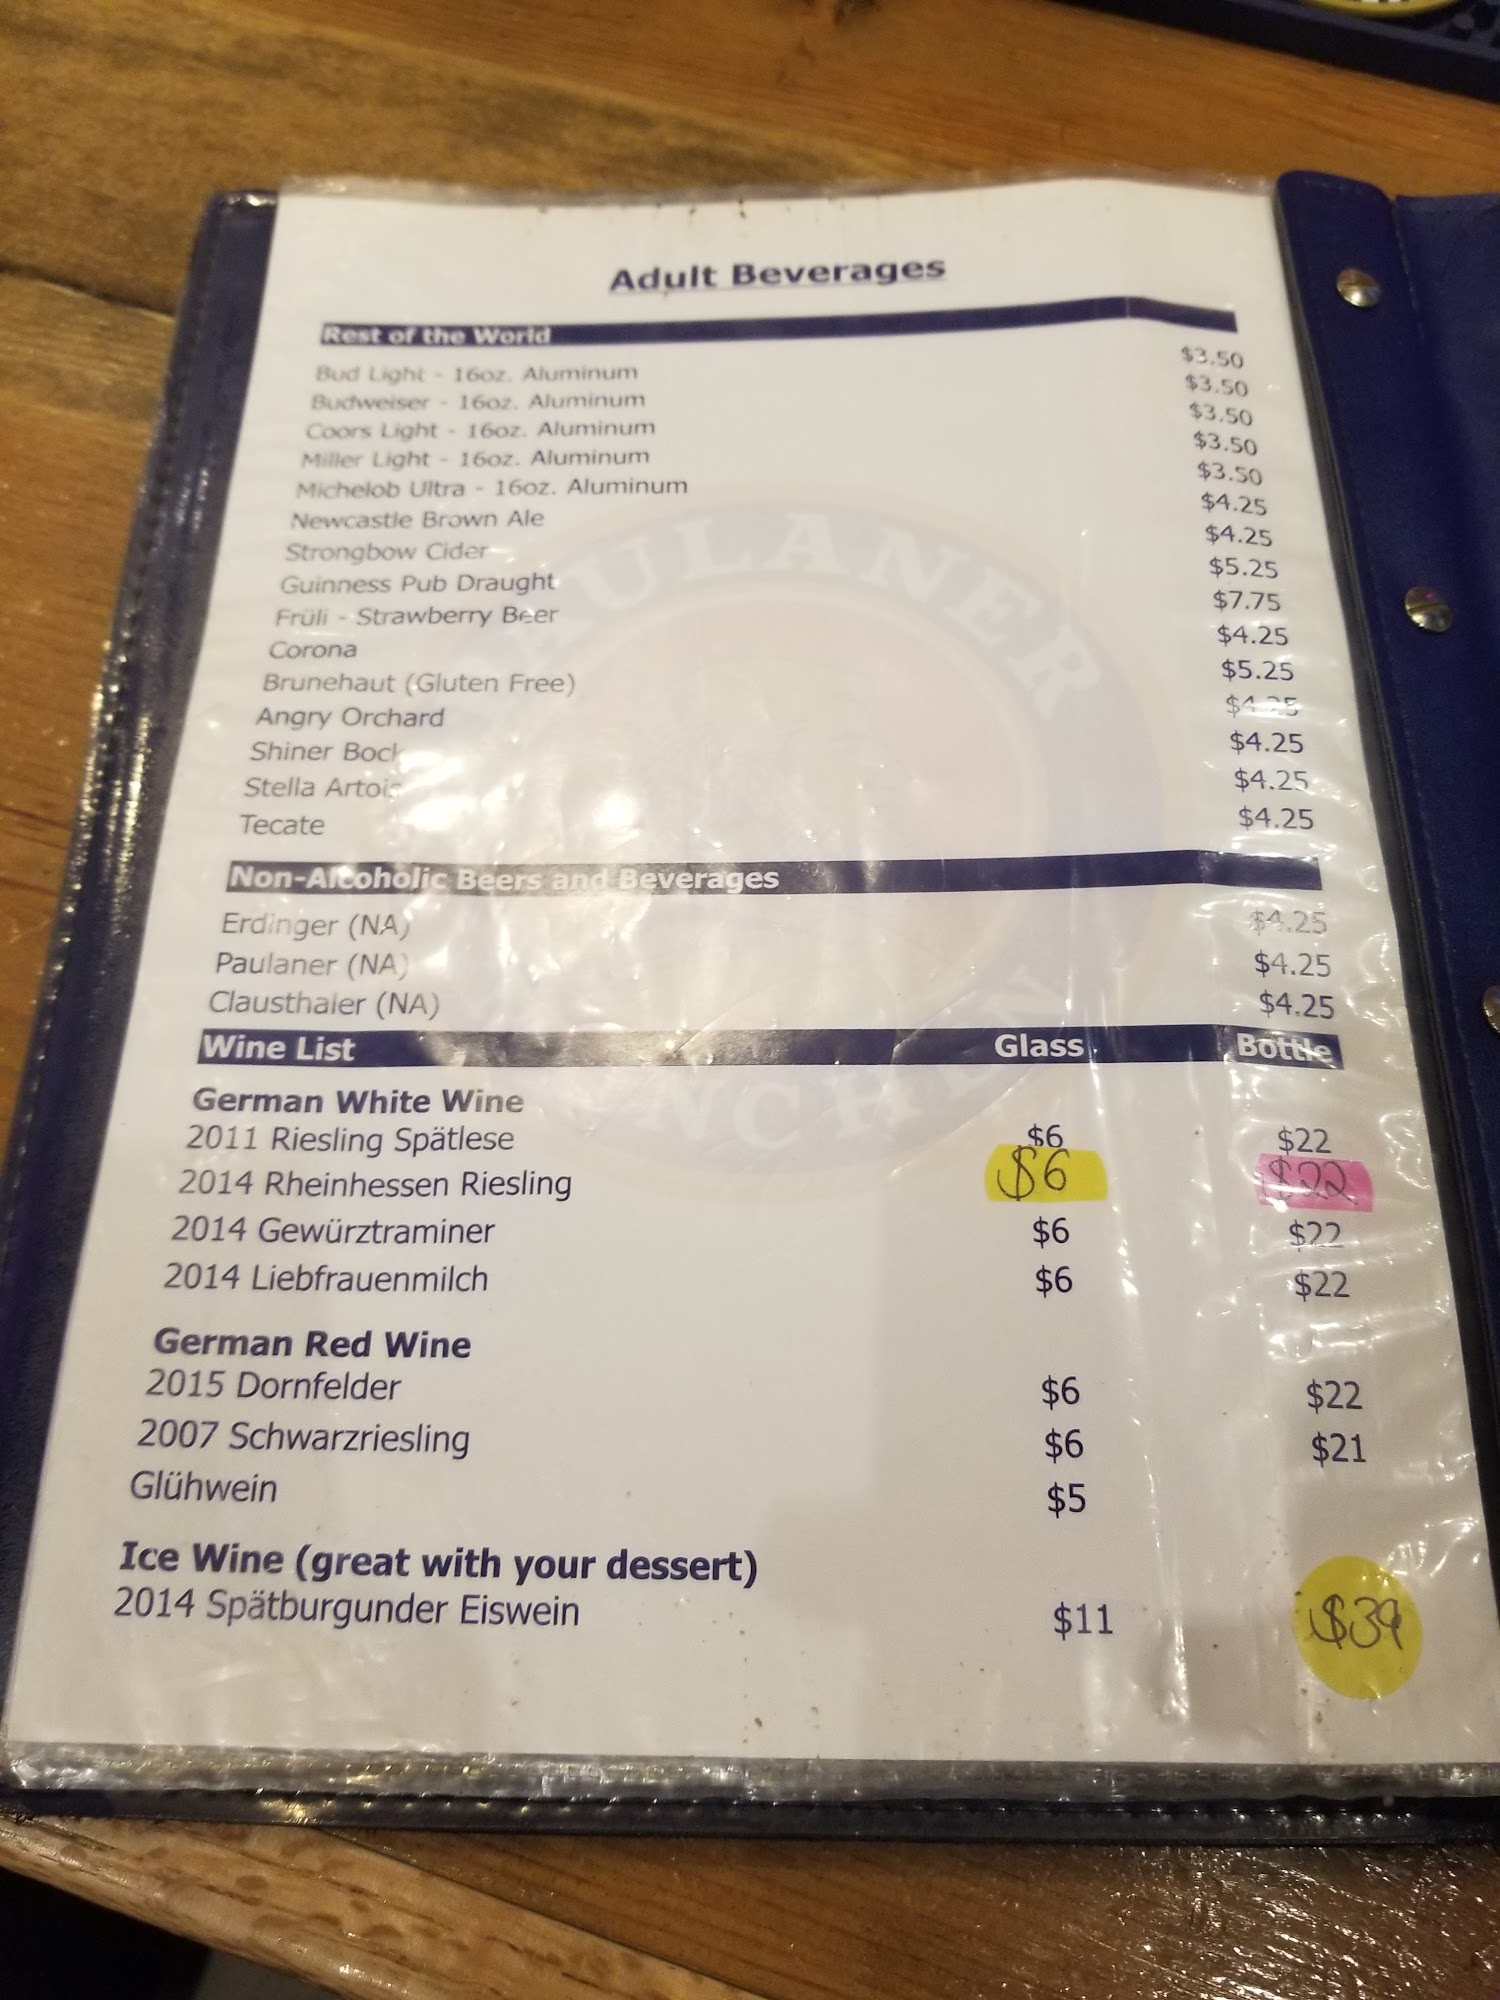 Adult Beverages
Rest of the World
Bud Light - 16oz. Aluminum $3.50
Budweiser - 16oz. Aluminum $3.50
Coors Light - 16oz. Aluminum $3.50
Miller Light - 16oz. Aluminum $3.50
Michelob Ultra - 16oz. Aluminum $3.50
Newcastle Brown Ale $4.25
Strongbow Cider $4.25
Guinness Pub Draught $5.25
Früli - Strawberry Beer $7.75
Corona $4.25
Brunehaut (Gluten Free) $5.25
Angry Orchard $4.25
Shiner Bock $4.25
Stella Artois $4.25
Tecate $4.25
Non-Alcoholic Beers and Beverages
Erdinger (NA) $4.25
Paulaner (NA) $4.25
Clausthaler (NA) $4.25
Wine List Glass Bottle
German White Wine
2011 Riesling Spätlese $6 $22
2014 Rheinhessen Riesling $6 $22
2014 Gewürztraminer $6 $22
2014 Liebfrauenmilch $6 $22
German Red Wine
2015 Dornfelder $6 $22
2007 Schwarzriesling $6 $21
Glühwein $5
Ice Wine (great with your dessert)
2014 Spätburgunder Eiswein $11 $39